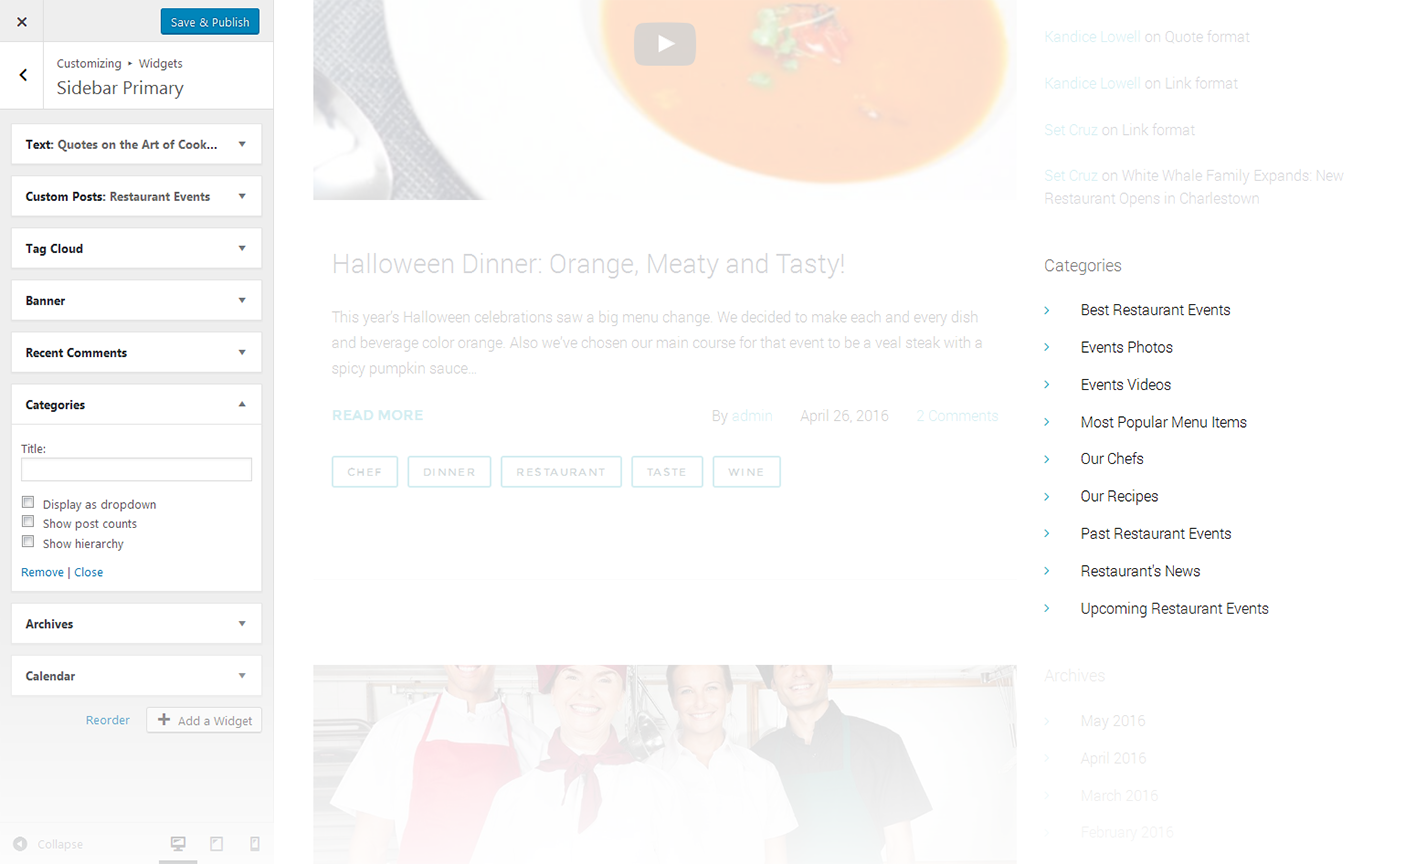 Save & Publish
Customizing ▸ Widgets
Sidebar Primary
Text: Quotes on the Art of Cook...
Custom Posts: Restaurant Events
Tag Cloud
Banner
Recent Comments
Categories
Title:
Display as dropdown
Show post counts
Show hierarchy
Remove | Close
Archives
Calendar
Reorder
Add a Widget
Collapse
Halloween Dinner: Orange, Meaty and Tasty!
This year's Halloween celebrations saw a big menu change. We decided to make each and every dish
and beverage color orange. Also we've chosen our main course for that event to be a veal steak with a
spicy pumpkin sauce...
READ MORE
By admin
April 26, 2016
2 Comments
CHEF
DINNER
RESTAURANT
TASTE
WINE
Kandice Lowell on Quote format
Kandice Lowell on Link format
Set Cruz on Link format
Set Cruz on White Whale Family Expands: New
Restaurant Opens in Charlestown
Categories
Best Restaurant Events
Events Photos
Events Videos
Most Popular Menu Items
Our Chefs
Our Recipes
Past Restaurant Events
Restaurant's News
Upcoming Restaurant Events
Archives
May 2016
April 2016
March 2016
February 2016